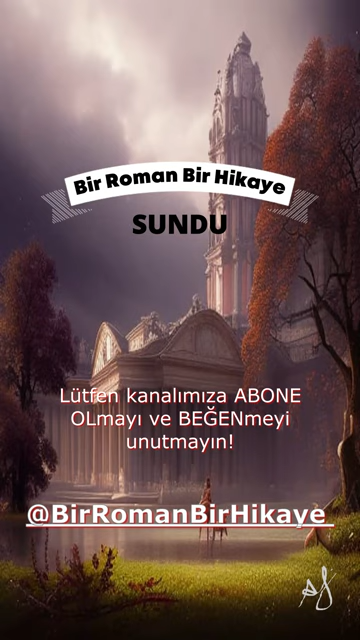 Bir Roman Bir Hikaye
SUNDU
Lütfen kanalımıza ABONE
OLmayı ve BEĞENmeyi
unutmayın!
@BirRomanBirHikaye